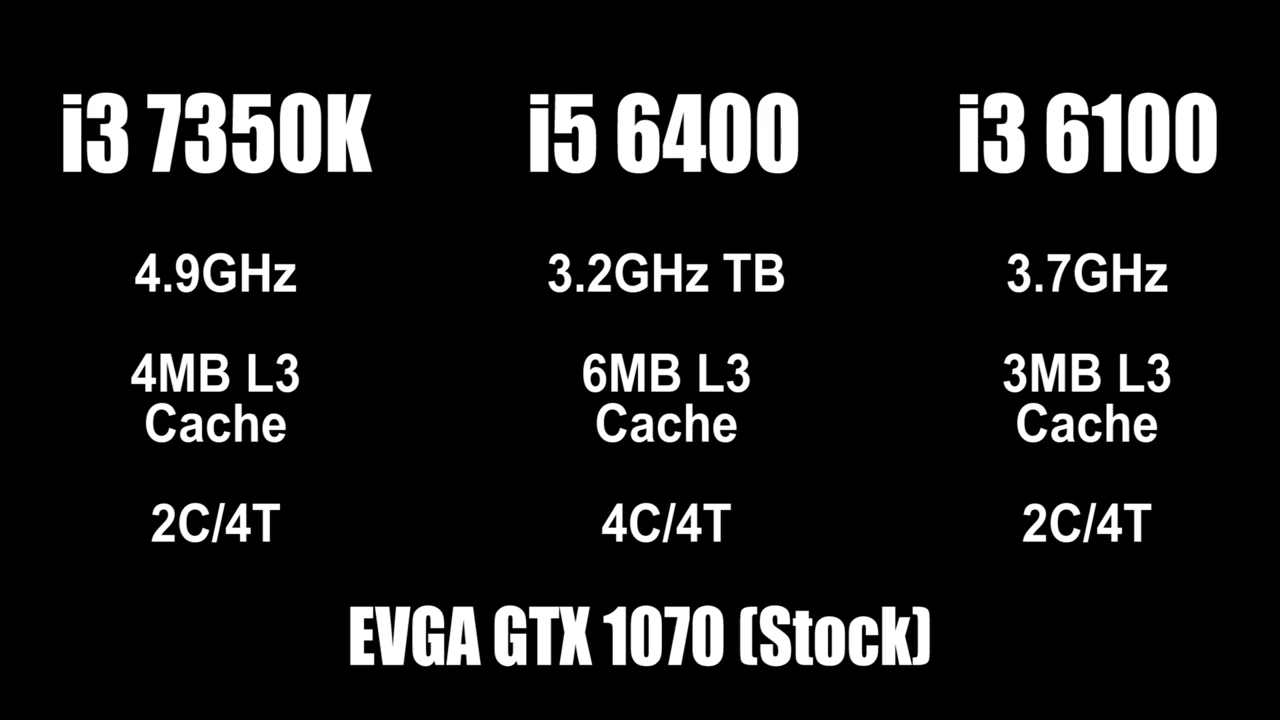 i3 7350K
4.9GHz
4MB L3
Cache
2C/4T
i5 6400
3.2GHz TB
6MB L3
Cache
4C/4T
i3 6100
3.7GHz
3MB L3
Cache
2C/4T
EVGA GTX 1070 (Stock)